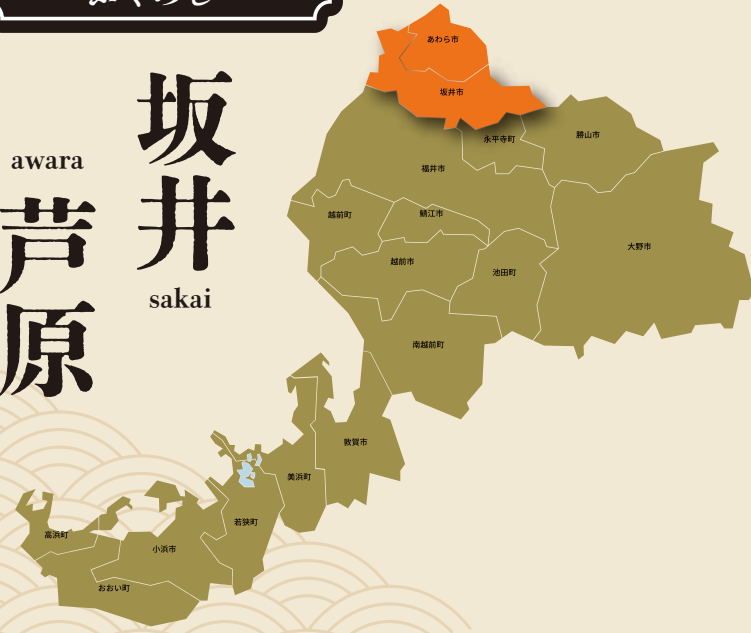 坂井
sakai
awara
芦原
あわら市
坂井市
永平寺町
勝山市
福井市
越前町
鯖江市
大野市
越前市
池田町
南越前町
敦賀市
美浜町
若狭町
高浜町
小浜市
おおい町